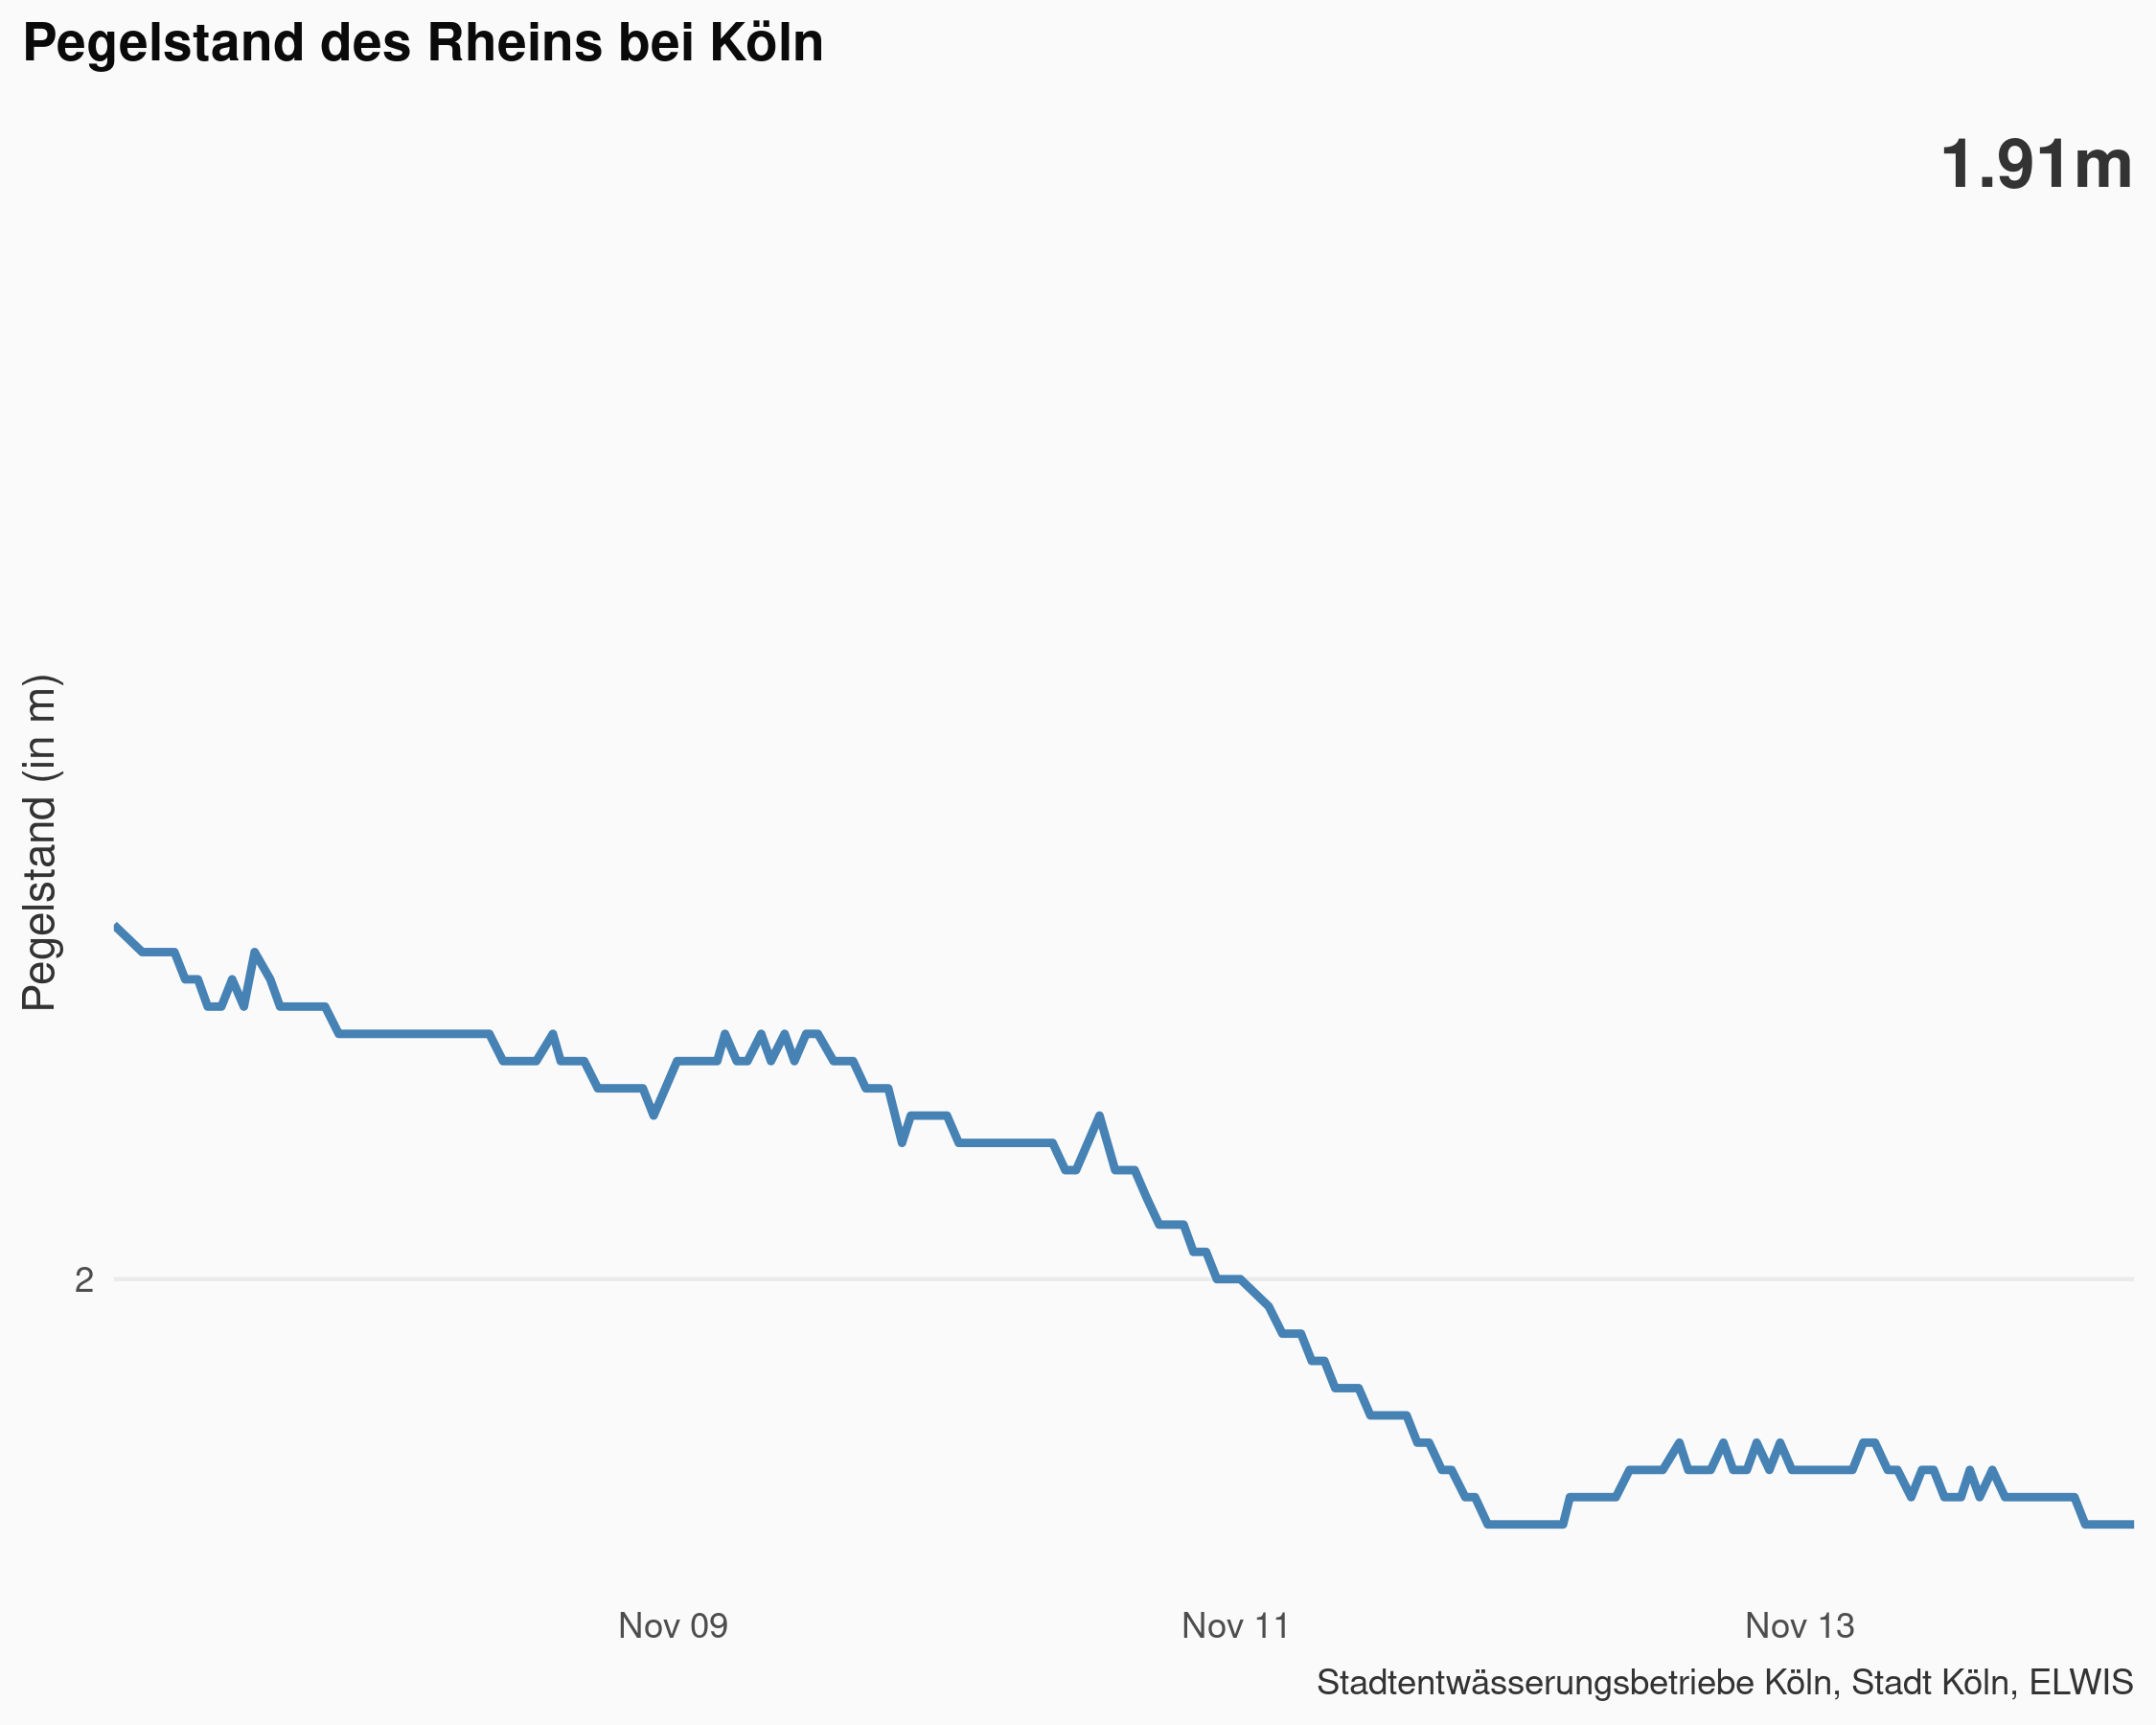 Pegelstand des Rheins bei Köln
1.91m
Pegelstand (in m)
2
Nov 09
Nov 11
Nov 13
Stadtentwässerungsbetriebe Köln, Stadt Köln, ELWIS